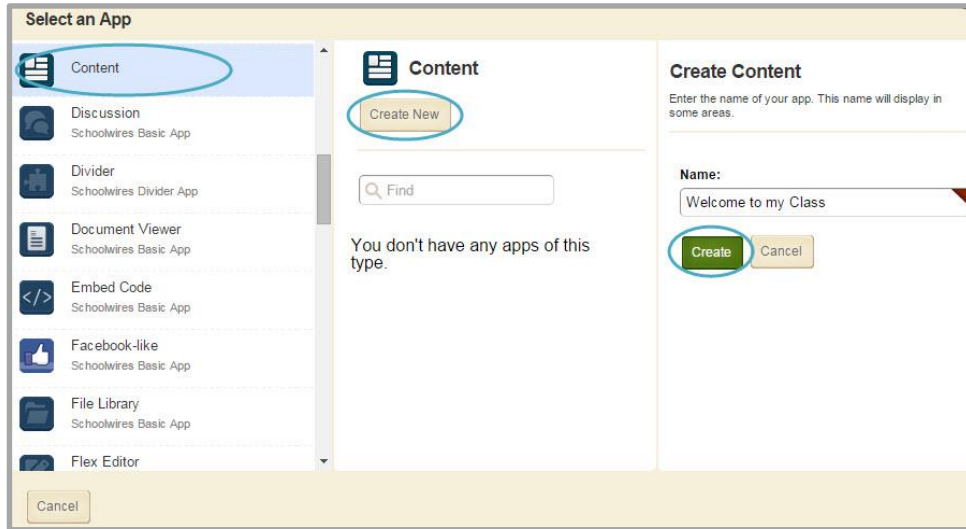 Select an App
Content
Discussion
Schoolwires Basic App
Divider
Schoolwires Divider App
Document Viewer
Schoolwires Basic App
Embed Code
Schoolwires Basic App
Facebook-like
Schoolwires Basic App
File Library
Schoolwires Basic App
Flex Editor
Cancel
Content
Create New
Find
You don't have any apps of this
type.
Create Content
Enter the name of your app. This name will display in
some areas.
Name:
Welcome to my Class
Create Cancel